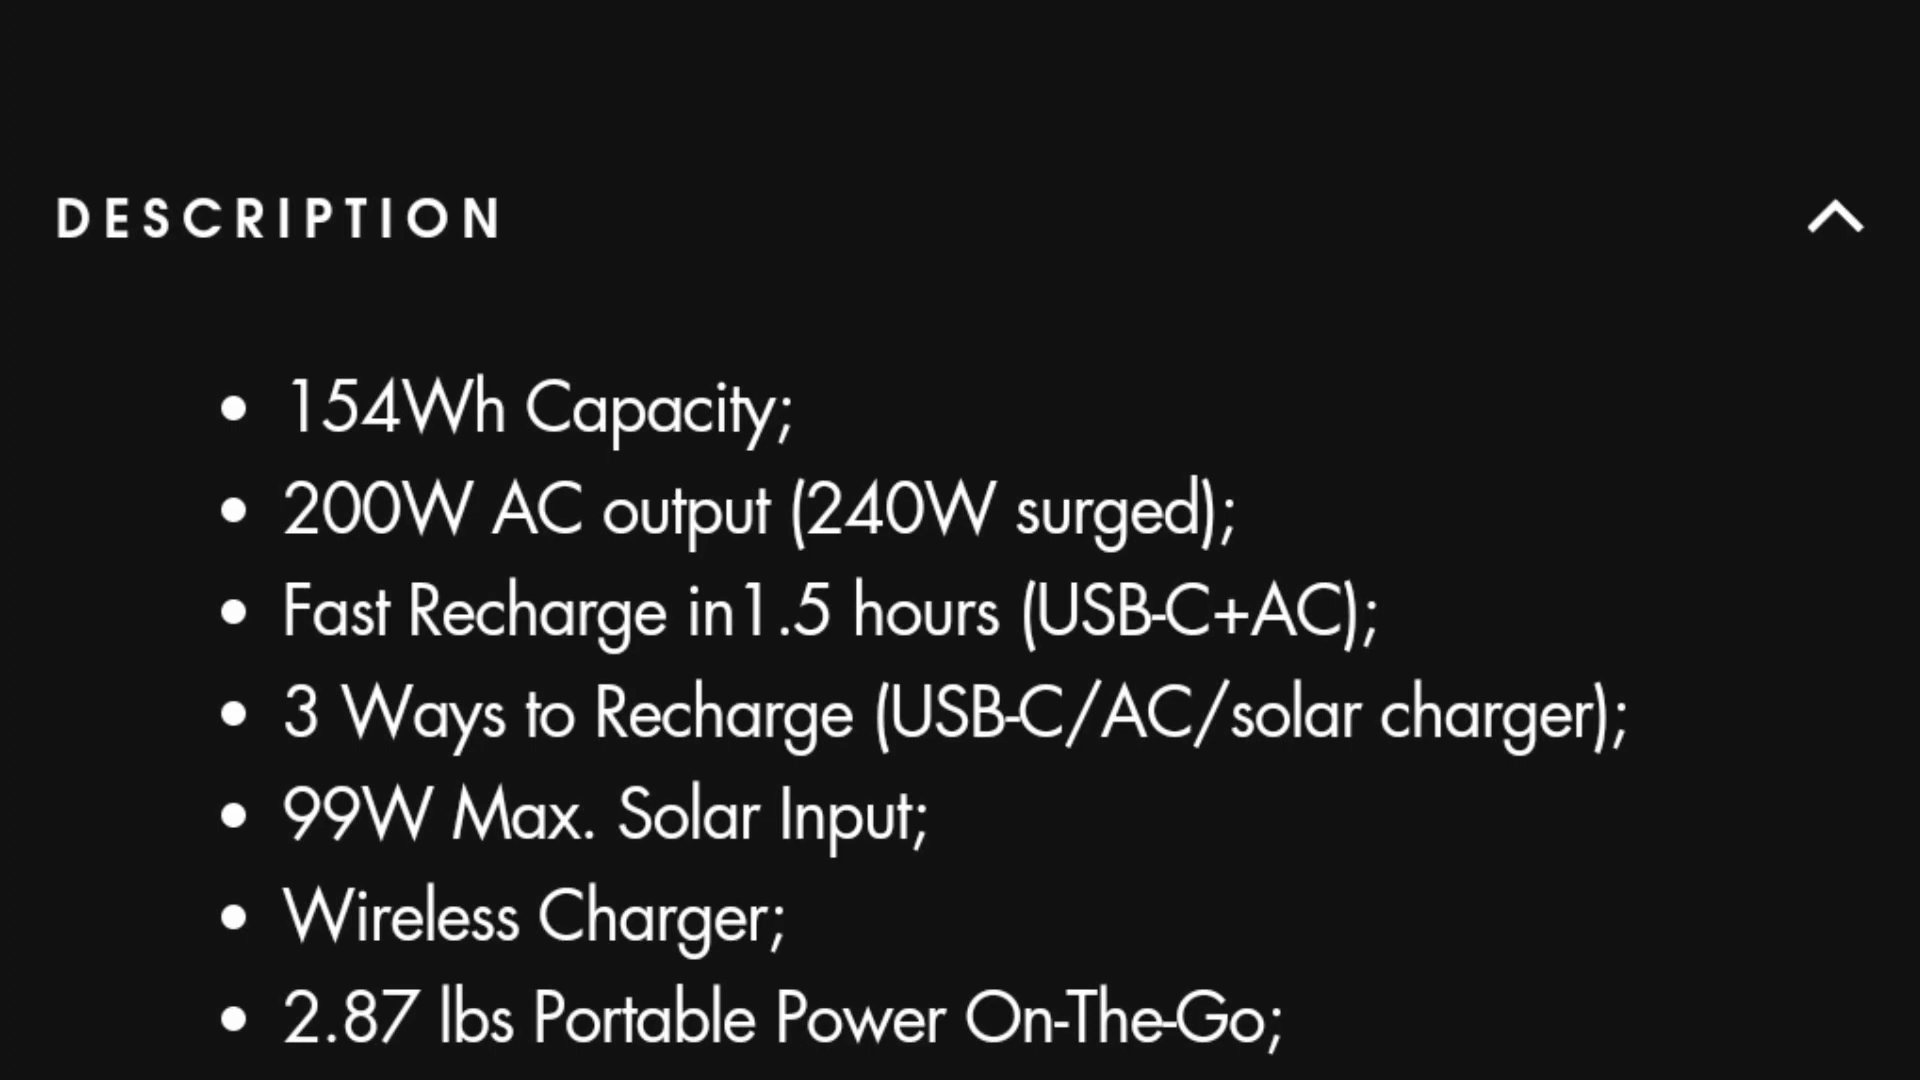 DESCRIPTION
• 154Wh Capacity;
• 200W AC output (240W surged);
• Fast Recharge in1.5 hours (USB-C+AC);
• 3 Ways to Recharge (USB-C/AC/solar charger);
• 99W Max. Solar Input;
• Wireless Charger;
• 2.87 lbs Portable Power On-The-Go;